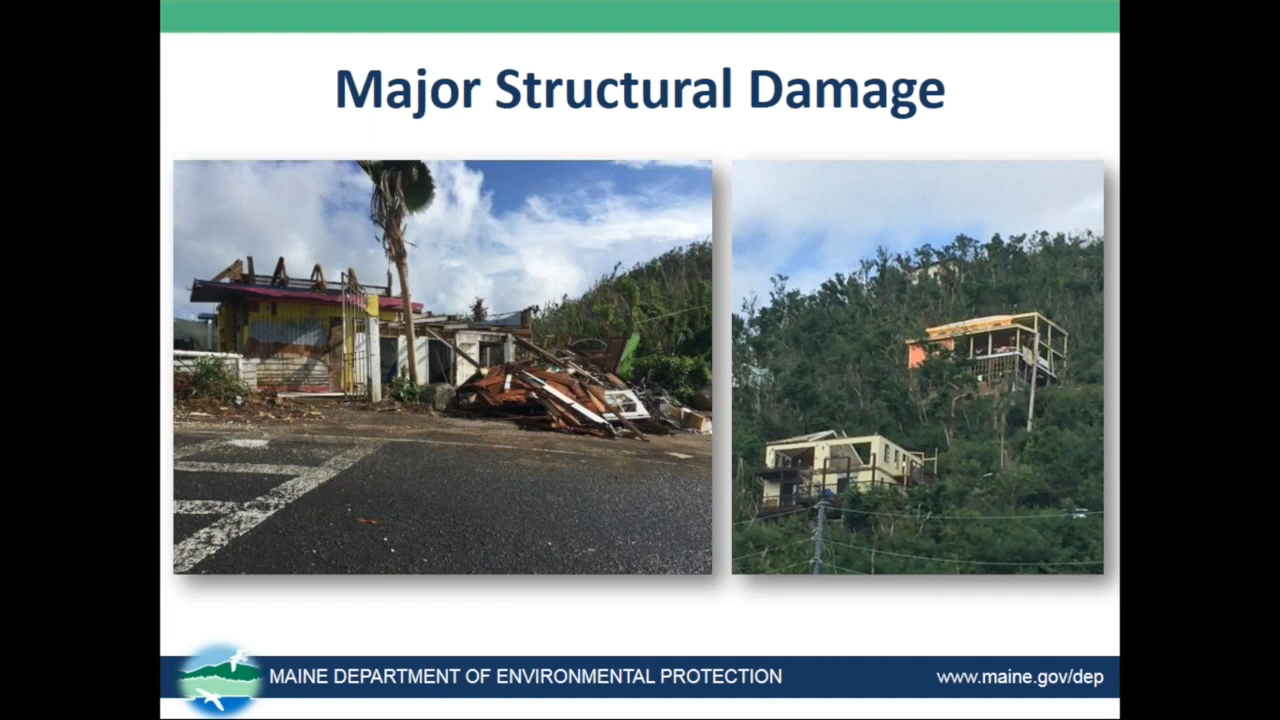 Major Structural Damage
MAINE DEPARTMENT OF ENVIRONMENTAL PROTECTION
www.maine.gov/dep